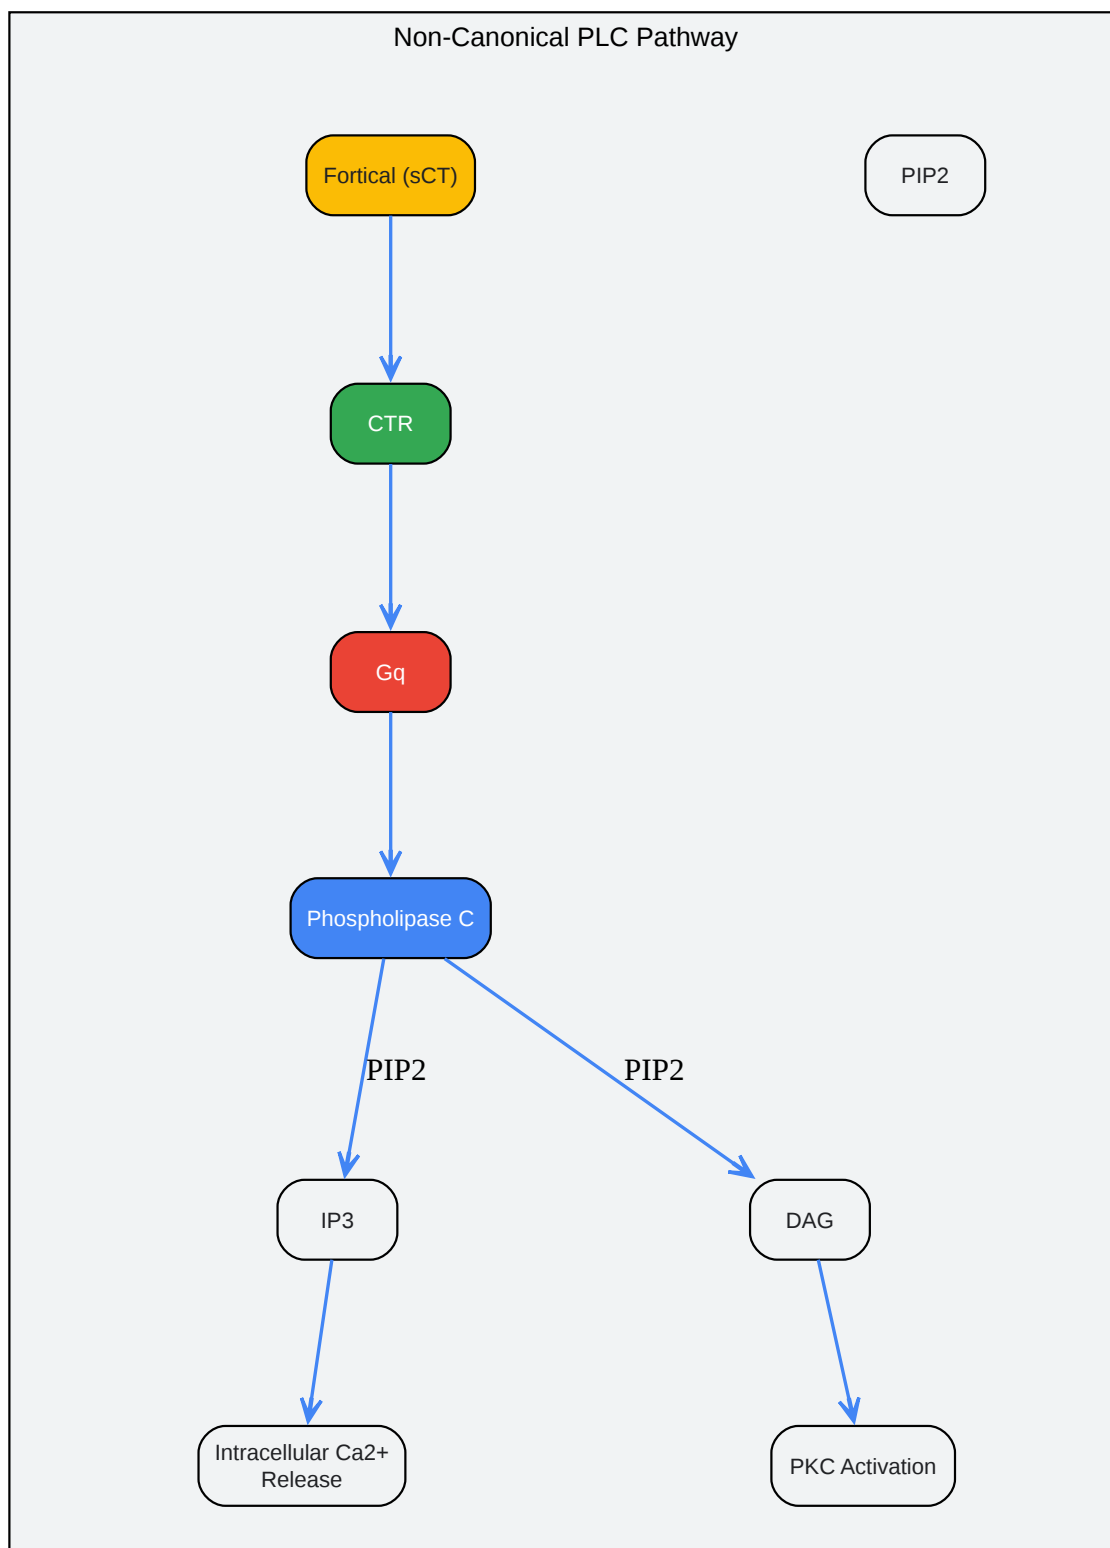 Non-Canonical PLC Pathway
Fortical (sCT)
PIP2
CTR
Gq
Phospholipase C
PIP2
PIP2
IP3
DAG
Intracellular Ca2+
Release
PKC Activation